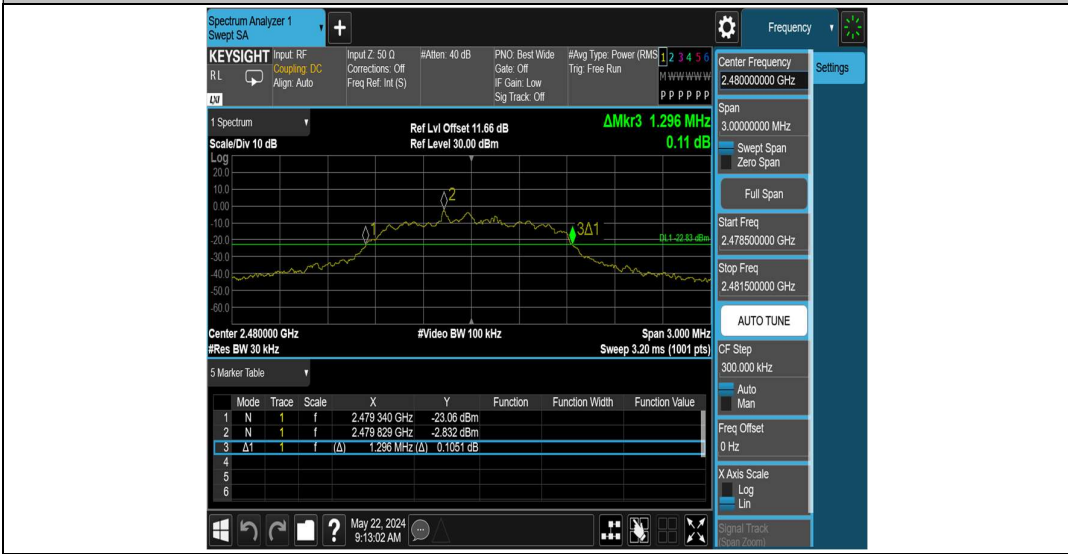 Spectrum Analyzer 1
Swept SA
Frequency
KEYSIGHT Input: RF Input Z: 50 Ω #Atten: 40 dB PNO: Best Wide #Avg Type: Power (RMS 1 2 3 4 5 6
RL Coupling: DC Corrections: Off Gate: Off Trig: Free Run M W W W W W
Align: Auto Freq Ref: Int (S) IF Gain: Low P P P P P P
LXI Sig Track: Off
1 Spectrum
Ref Lvl Offset 11.66 dB ΔMkr3 1.296 MHz
Scale/Div 10 dB Ref Level 30.00 dBm 0.11 dB
Log
20.0
10.0
2
0.00
-10.0
1 3Δ1
-20.0 DL1 -22.83 dBm
-30.0
-40.0
-50.0
-60.0
Center 2.480000 GHz #Video BW 100 kHz Span 3.000 MHz
#Res BW 30 kHz Sweep 3.20 ms (1001 pts)
5 Marker Table
Mode Trace Scale X Y Function Function Width Function Value
1 N 1 f 2.479 340 GHz -23.06 dBm
2 N 1 f 2.479 829 GHz -2.832 dBm
3 Δ1 1 f (Δ) 1.296 MHz (Δ) 0.1051 dB
4
5
6
? May 22, 2024
9:13:02 AM
Center Frequency
2.480000000 GHz
Settings
Span
3.00000000 MHz
Swept Span
Zero Span
Full Span
Start Freq
2.478500000 GHz
Stop Freq
2.481500000 GHz
AUTO TUNE
CF Step
300.000 kHz
Auto
Man
Freq Offset
0 Hz
X Axis Scale
Log
Lin
Signal Track
(Span Zoom)